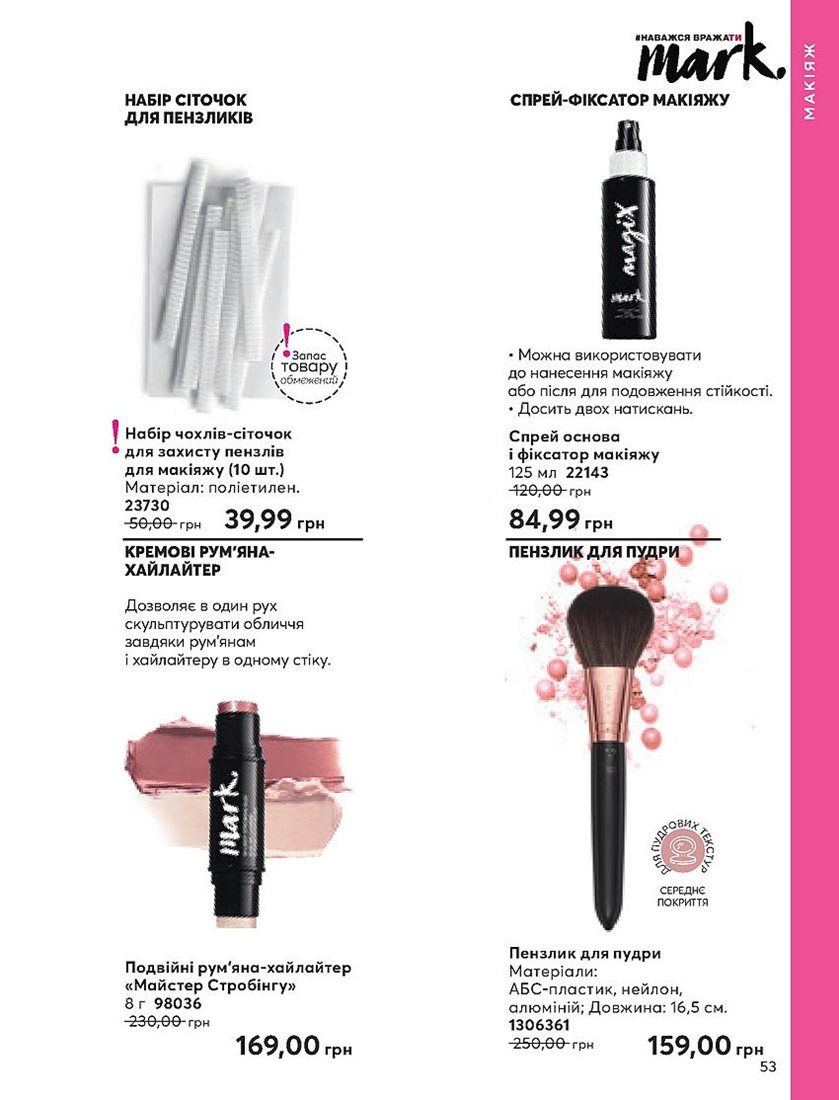 #НАВАЖСЯ ВРАЖАТИ
mark.
МАКІЯЖ
НАБІР СІТОЧОК
ДЛЯ ПЕНЗЛИКІВ
Запас
товару
обмежений
Набір чохлів-сіточок
для захисту пензлів
для макіяжу (10 шт.)
Матеріал: поліетилен.
23730
50,00 грн 39,99 грн
СПРЕЙ-ФІКСАТОР МАКІЯЖУ
magiX
mark.
• Можна використовувати
до нанесення макіяжу
або після для подовження стійкості.
• Досить двох натискань.
Спрей основа
і фіксатор макіяжу
125 мл 22143
120,00 грн
84,99 грн
КРЕМОВІ РУМ'ЯНА-
ХАЙЛАЙТЕР
Дозволяє в один рух
скульптурувати обличчя
завдяки рум'янам
і хайлайтеру в одному стіку.
mark.
Подвійні рум'яна-хайлайтер
«Майстер Стробінгу»
8 г 98036
230,00 грн
169,00 грн
ПЕНЗЛИК ДЛЯ ПУДРИ
AVON
ДЛЯ ПУДРОВИХ ТЕКСТУР
СЕРЕДНЄ
ПОКРИТТЯ
Пензлик для пудри
Матеріали:
АБС-пластик, нейлон,
алюміній; Довжина: 16,5 см.
1306361
250,00 грн 159,00 грн
53